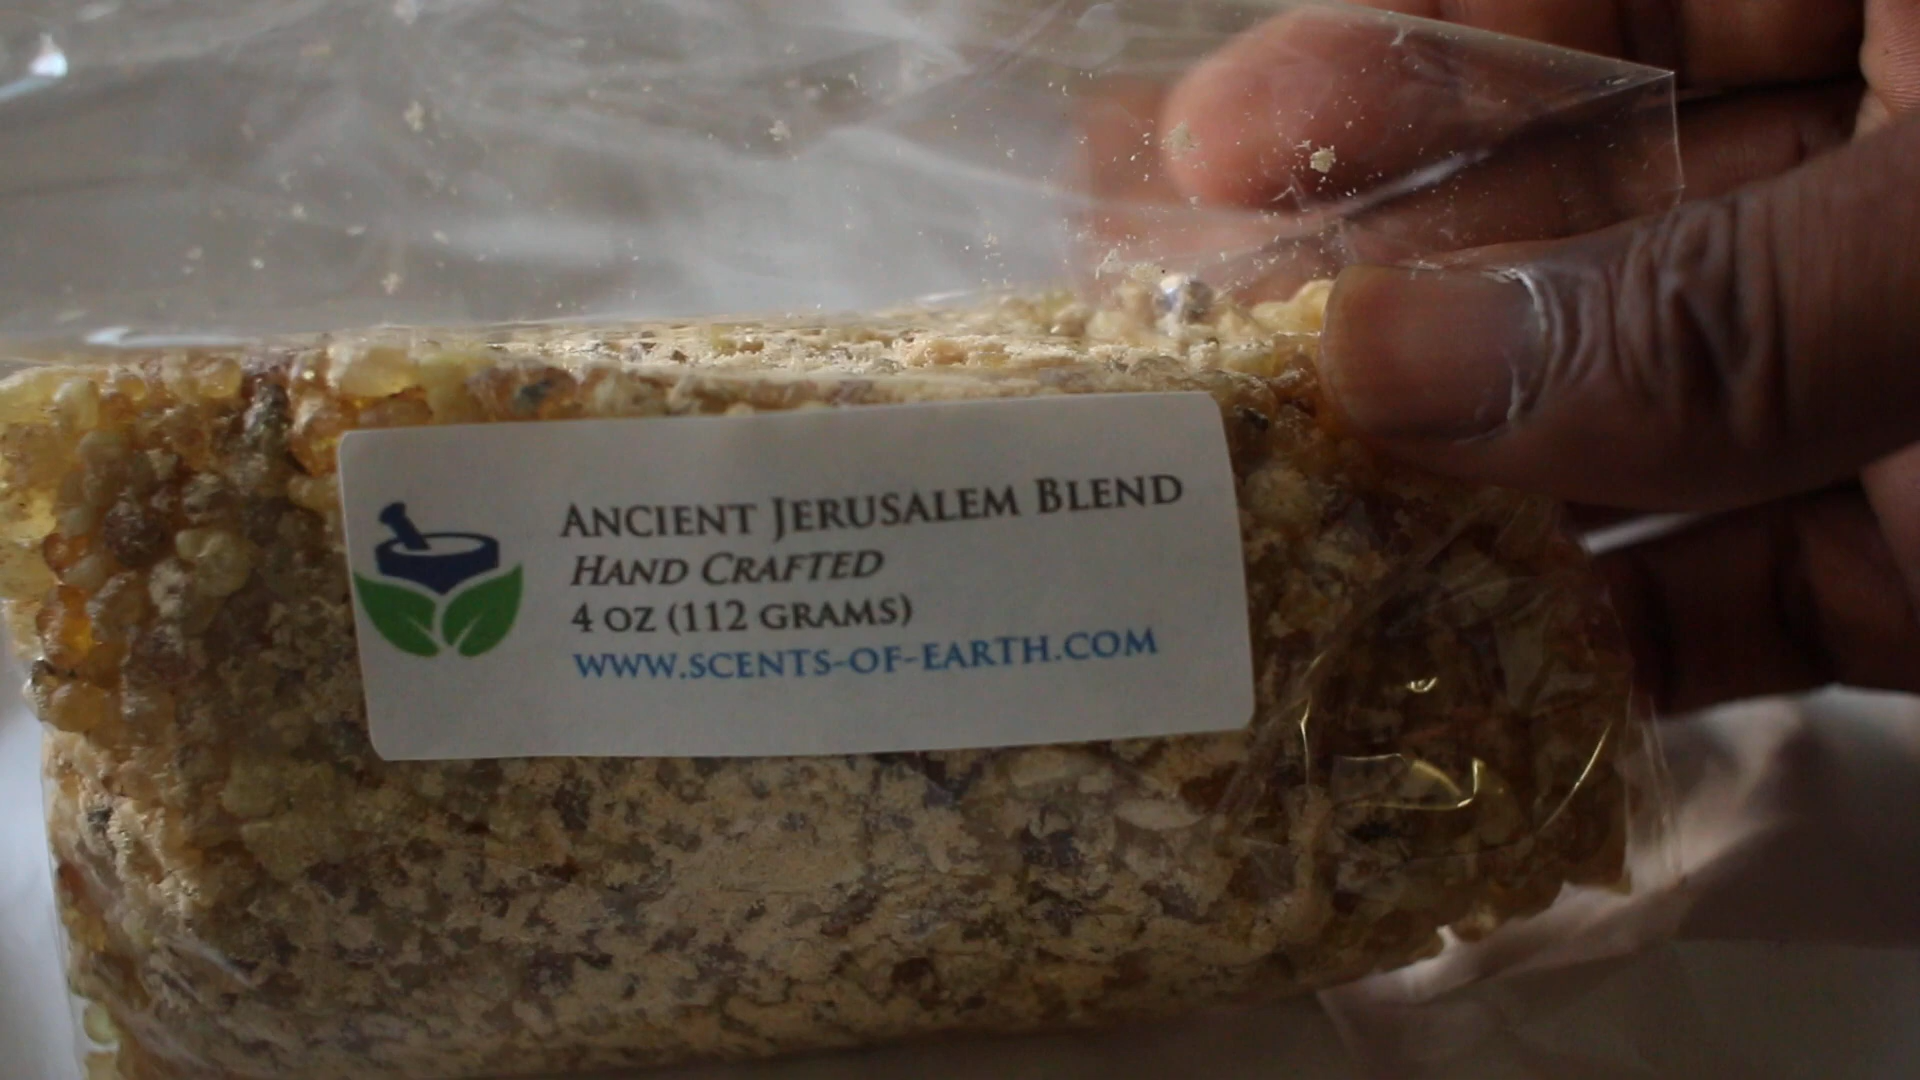 ANCIENT JERUSALEM BLEND
HAND CRAFTED
4 OZ (112 GRAMS)
WWW.SCENTS-OF-EARTH.COM